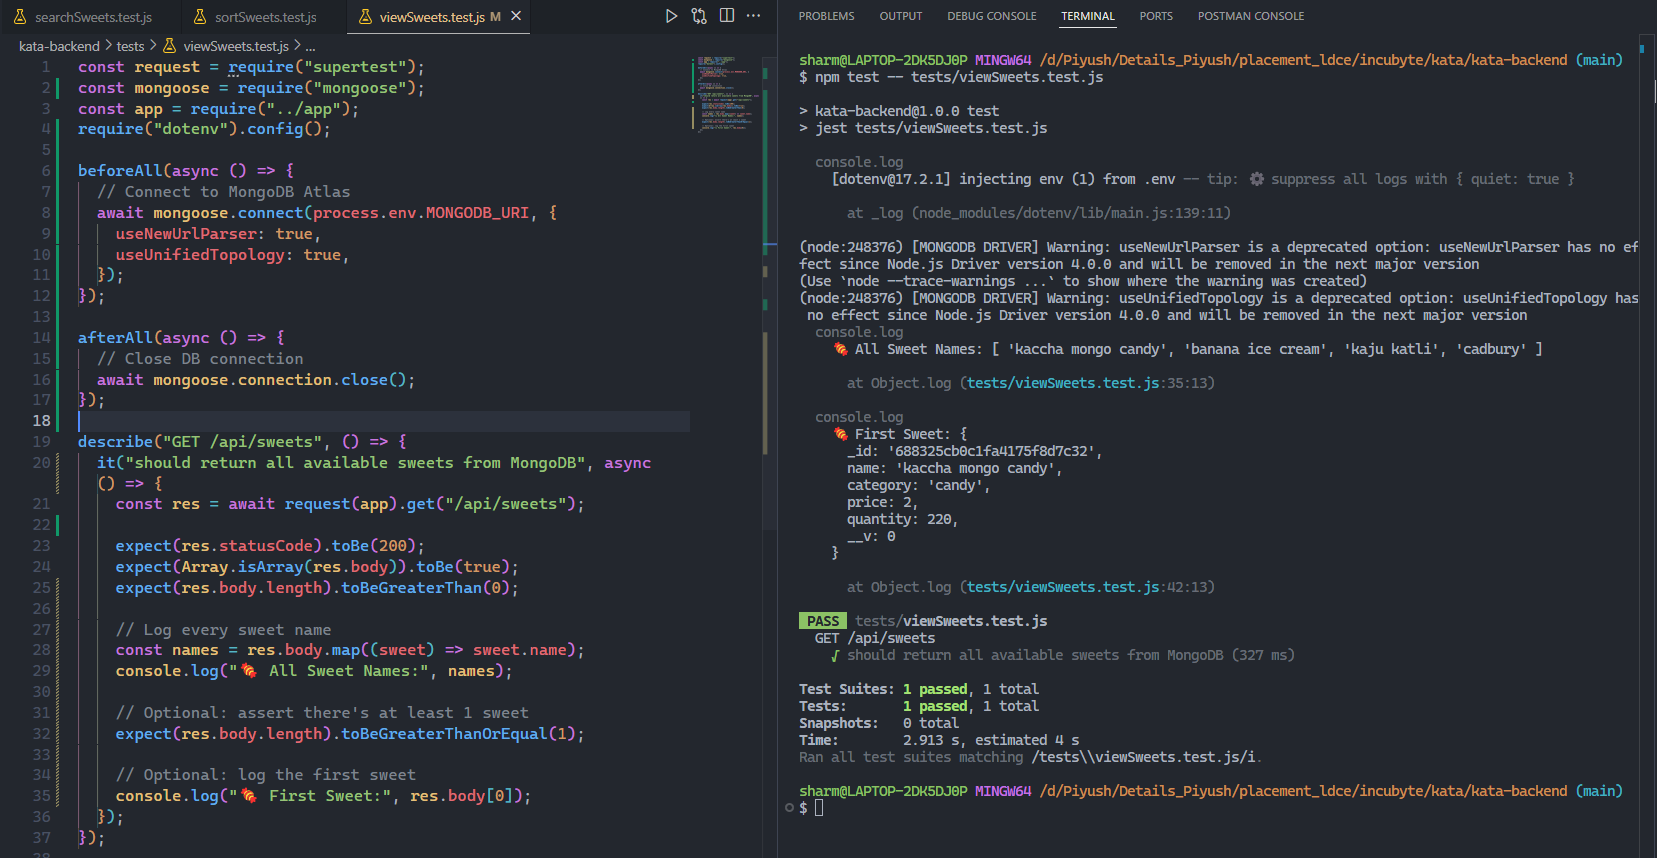 searchSweets.test.js sortSweets.test.js viewSweets.test.js M
kata-backend > tests > viewSweets.test.js > ...
1 const request = require("supertest");
2 const mongoose = require("mongoose");
3 const app = require("../app");
4 require("dotenv").config();
5
6 beforeAll(async () => {
7 // Connect to MongoDB Atlas
8 await mongoose.connect(process.env.MONGODB_URI, {
9 useNewUrlParser: true,
10 useUnifiedTopology: true,
11 });
12 });
13
14 afterAll(async () => {
15 // Close DB connection
16 await mongoose.connection.close();
17 });
18
19 describe("GET /api/sweets", () => {
20 it("should return all available sweets from MongoDB", async
() => {
21 const res = await request(app).get("/api/sweets");
22
23 expect(res.statusCode).toBe(200);
24 expect(Array.isArray(res.body)).toBe(true);
25 expect(res.body.length).toBeGreaterThan(0);
26
27 // Log every sweet name
28 const names = res.body.map((sweet) => sweet.name);
29 console.log("🍬 All Sweet Names:", names);
30
31 // Optional: assert there's at least 1 sweet
32 expect(res.body.length).toBeGreaterThanOrEqual(1);
33
34 // Optional: log the first sweet
35 console.log("🍬 First Sweet:", res.body[0]);
36 });
37 });
38
PROBLEMS OUTPUT DEBUG CONSOLE TERMINAL PORTS POSTMAN CONSOLE
sharm@LAPTOP-2DK5DJ0P MINGW64 /d/Piyush/Details_Piyush/placement_ldce/incubyte/kata/kata-backend (main)
$ npm test -- tests/viewSweets.test.js
> kata-backend@1.0.0 test
> jest tests/viewSweets.test.js
console.log
[dotenv@17.2.1] injecting env (1) from .env -- tip: ⚙️ suppress all logs with { quiet: true }
at _log (node_modules/dotenv/lib/main.js:139:11)
(node:248376) [MONGODB DRIVER] Warning: useNewUrlParser is a deprecated option: useNewUrlParser has no ef
fect since Node.js Driver version 4.0.0 and will be removed in the next major version
(Use `node --trace-warnings ...` to show where the warning was created)
(node:248376) [MONGODB DRIVER] Warning: useUnifiedTopology is a deprecated option: useUnifiedTopology has
no effect since Node.js Driver version 4.0.0 and will be removed in the next major version
console.log
🍬 All Sweet Names: [ 'kaccha mongo candy', 'banana ice cream', 'kaju katli', 'cadbury' ]
at Object.log (tests/viewSweets.test.js:35:13)
console.log
🍬 First Sweet: {
_id: '688325cb0c1fa4175f8d7c32',
name: 'kaccha mongo candy',
category: 'candy',
price: 2,
quantity: 220,
__v: 0
}
at Object.log (tests/viewSweets.test.js:42:13)
PASS tests/viewSweets.test.js
GET /api/sweets
√ should return all available sweets from MongoDB (327 ms)
Test Suites: 1 passed, 1 total
Tests: 1 passed, 1 total
Snapshots: 0 total
Time: 2.913 s, estimated 4 s
Ran all test suites matching /tests\\viewSweets.test.js/i.
sharm@LAPTOP-2DK5DJ0P MINGW64 /d/Piyush/Details_Piyush/placement_ldce/incubyte/kata/kata-backend (main)
$